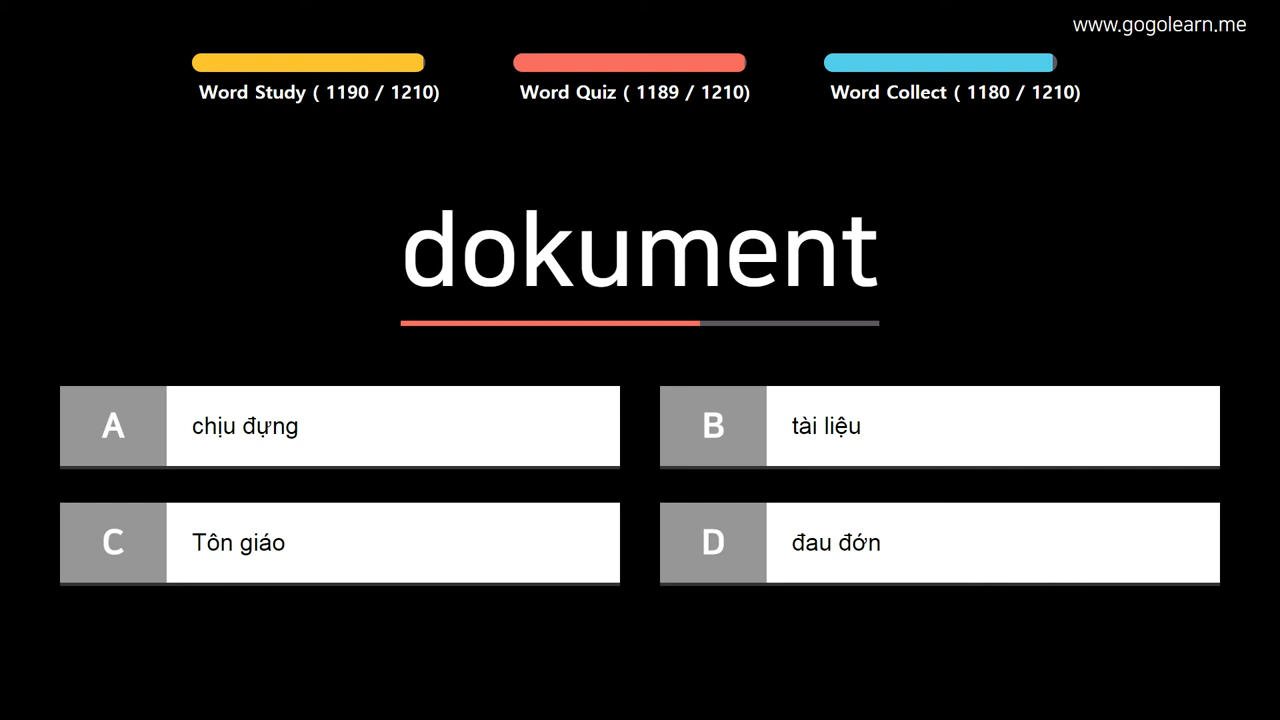 www.gogolearn.me
Word Study ( 1190 / 1210)
Word Quiz ( 1189 / 1210)
Word Collect ( 1180 / 1210)
dokument
A chịu đựng
B tài liệu
C Tôn giáo
D đau đớn